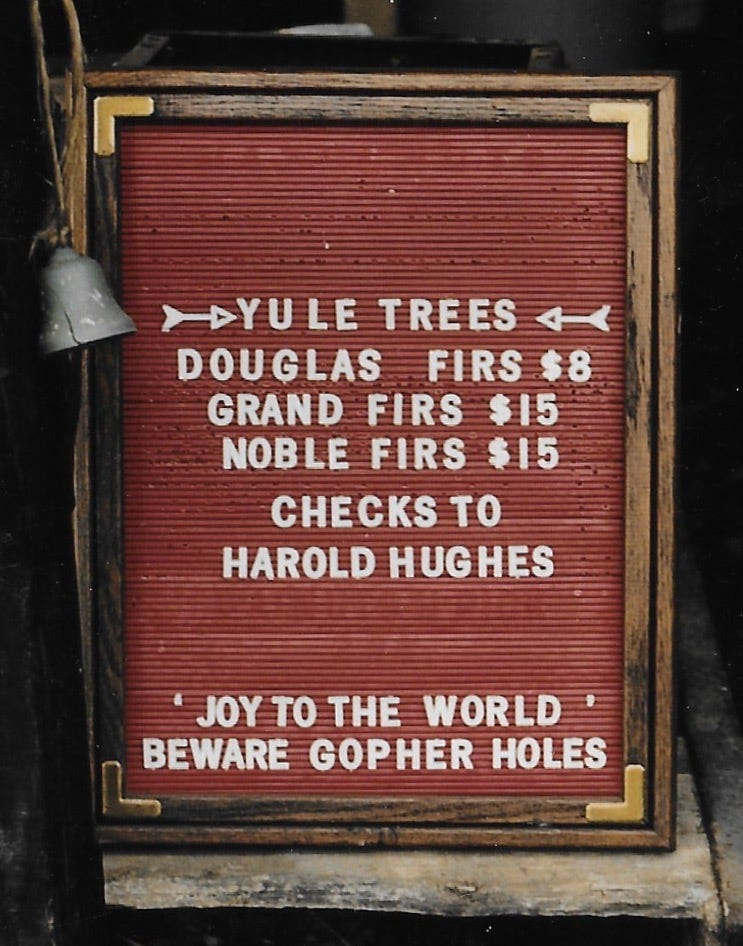 YULE TREES
DOUGLAS FIRS $8
GRAND FIRS $15
NOBLE FIRS $15
CHECKS TO
HAROLD HUGHES
' JOY TO THE WORLD '
BEWARE GOPHER HOLES